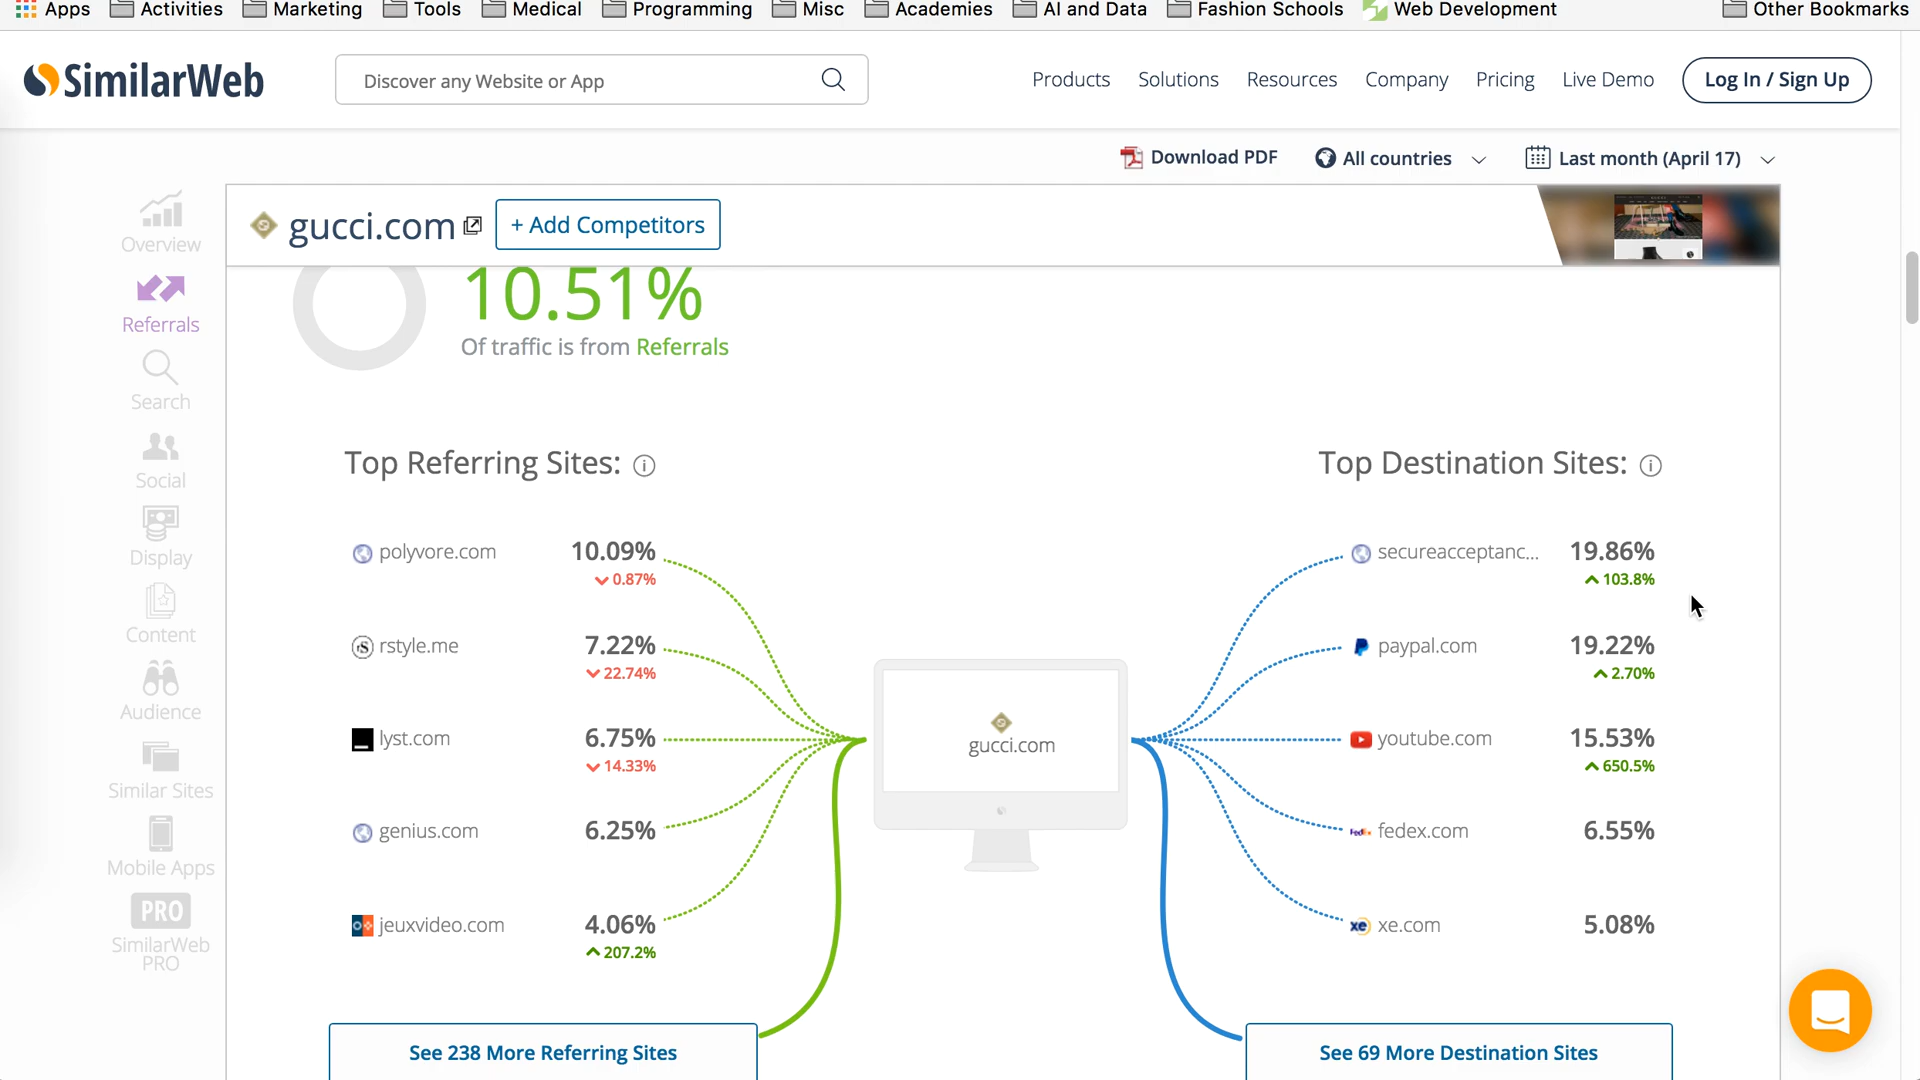 Apps Activities Marketing Tools Medical Programming Misc Academies AI and Data Fashion Schools Web Development Other Bookmarks
SimilarWeb Discover any Website or App Products Solutions Resources Company Pricing Live Demo Log In / Sign Up
Download PDF All countries Last month (April 17)
gucci.com + Add Competitors
Overview
Referrals
Search
Social
Display
Content
Audience
Similar Sites
Mobile Apps
PRO
SimilarWeb
PRO
10.51%
Of traffic is from Referrals
Top Referring Sites:
polyvore.com 10.09%
0.87%
rstyle.me 7.22%
22.74%
lyst.com 6.75%
14.33%
genius.com 6.25%
jeuxvideo.com 4.06%
207.2%
See 238 More Referring Sites
gucci.com
Top Destination Sites:
secureacceptanc... 19.86%
103.8%
paypal.com 19.22%
2.70%
youtube.com 15.53%
650.5%
fedex.com 6.55%
xe.com 5.08%
See 69 More Destination Sites